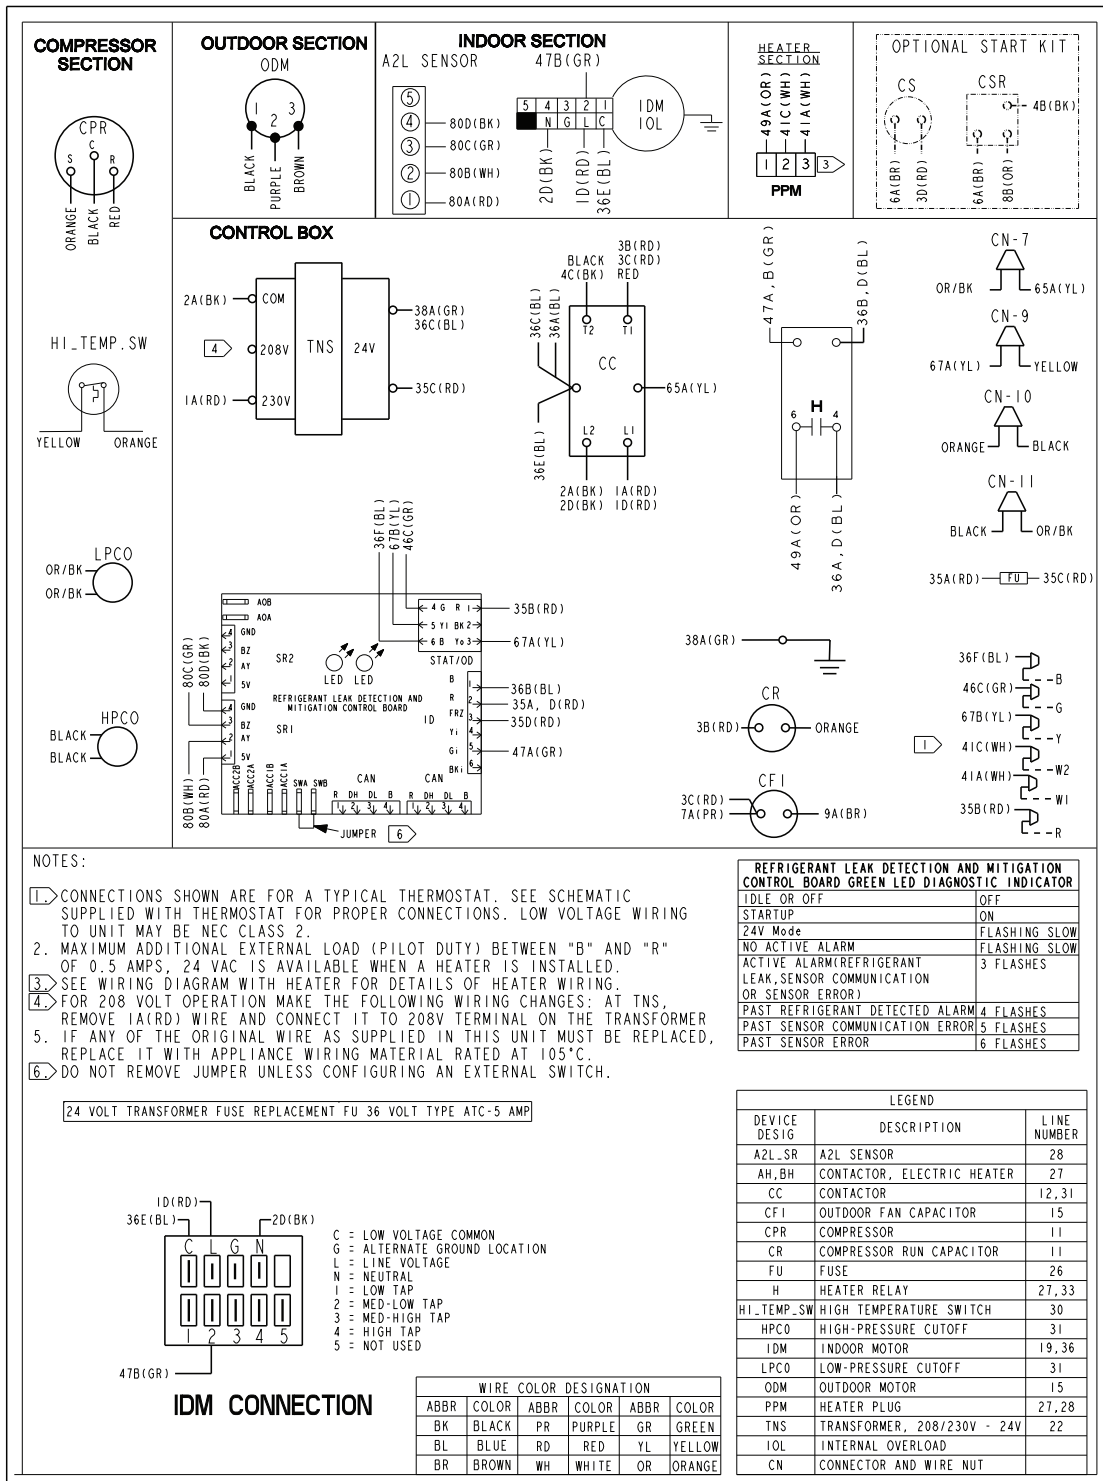 COMPRESSOR
SECTION
CPR
C
S
R
ORANGE
BLACK
RED
HI_TEMP.SW
YELLOW
ORANGE
LPCO
OR/BK
OR/BK
HPCO
BLACK
BLACK
OUTDOOR SECTION
ODM
1 2 3
BLACK
PURPLE
BROWN
INDOOR SECTION
A2L SENSOR
5
4
3
2
1
80D(BK)
80C(GR)
80B(WH)
80A(RD)
47B(GR)
5 4 3 2 1
N G L C
IDM
IOL
2D(BK)
1D(RD)
36E(BL)
HEATER
SECTION
49A(OR)
41C(WH)
41A(WH)
1 2 3
3
PPM
OPTIONAL START KIT
CS
CSR
4B(BK)
6A(BR)
3D(RD)
6A(BR)
8B(OR)
CONTROL BOX
2A(BK)
COM
4
208V
TNS
24V
1A(RD)
230V
38A(GR)
36C(BL)
35C(RD)
BLACK
4C(BK)
3B(RD)
3C(RD)
RED
36C(BL)
36A(BL)
T2
T1
CC
65A(YL)
36E(BL)
L2
L1
2A(BK)
2D(BK)
1A(RD)
1D(RD)
47A,B(GR)
36B,D(BL)
6
H
4
49A(OR)
36A,D(BL)
CN-7
OR/BK
65A(YL)
CN-9
67A(YL)
YELLOW
CN-10
ORANGE
BLACK
CN-11
BLACK
OR/BK
35A(RD)
FU
35C(RD)
36F(BL)
67B(YL)
46C(GR)
4 G R 1
5 Y1 BK 2
6 B Yo 3
STAT/OD
35B(RD)
67A(YL)
AOB
AOA
4 GND
3 BZ
2 AY
1 5V
SR2
LED
LED
REFRIGERANT LEAK DETECTION AND
MITIGATION CONTROL BOARD
4 GND
3 BZ
2 AY
1 5V
SR1
80C(GR)
80D(BK)
80B(WH)
80A(RD)
ID
B 1
R 2
FRZ 3
Yi 4
Gi 5
BKi 6
36B(BL)
35A, D(RD)
35D(RD)
47A(GR)
ACC2B
ACC2A
ACC1B
ACC1A
SWA
SWB
CAN
R DH DL B
1 2 3 4
CAN
R DH DL B
1 2 3 4
JUMPER
6
38A(GR)
CR
3B(RD)
ORANGE
CF1
3C(RD)
7A(PR)
9A(BR)
1
36F(BL)
B
46C(GR)
G
67B(YL)
Y
41C(WH)
W2
41A(WH)
W1
35B(RD)
R
NOTES:
1. CONNECTIONS SHOWN ARE FOR A TYPICAL THERMOSTAT. SEE SCHEMATIC
SUPPLIED WITH THERMOSTAT FOR PROPER CONNECTIONS. LOW VOLTAGE WIRING
TO UNIT MAY BE NEC CLASS 2.
2. MAXIMUM ADDITIONAL EXTERNAL LOAD (PILOT DUTY) BETWEEN "B" AND "R"
OF 0.5 AMPS, 24 VAC IS AVAILABLE WHEN A HEATER IS INSTALLED.
3. SEE WIRING DIAGRAM WITH HEATER FOR DETAILS OF HEATER WIRING.
4. FOR 208 VOLT OPERATION MAKE THE FOLLOWING WIRING CHANGES: AT TNS,
REMOVE 1A(RD) WIRE AND CONNECT IT TO 208V TERMINAL ON THE TRANSFORMER
5. IF ANY OF THE ORIGINAL WIRE AS SUPPLIED IN THIS UNIT MUST BE REPLACED,
REPLACE IT WITH APPLIANCE WIRING MATERIAL RATED AT 105°C.
6. DO NOT REMOVE JUMPER UNLESS CONFIGURING AN EXTERNAL SWITCH.
24 VOLT TRANSFORMER FUSE REPLACEMENT FU 36 VOLT TYPE ATC-5 AMP
REFRIGERANT LEAK DETECTION AND MITIGATION
CONTROL BOARD GREEN LED DIAGNOSTIC INDICATOR
IDLE OR OFF OFF
STARTUP ON
24V Mode FLASHING SLOW
NO ACTIVE ALARM FLASHING SLOW
ACTIVE ALARM(REFRIGERANT 3 FLASHES
LEAK,SENSOR COMMUNICATION
OR SENSOR ERROR)
PAST REFRIGERANT DETECTED ALARM 4 FLASHES
PAST SENSOR COMMUNICATION ERROR 5 FLASHES
PAST SENSOR ERROR 6 FLASHES
1D(RD)
36E(BL)
2D(BK)
C L G N
1 2 3 4 5
47B(GR)
IDM CONNECTION
C = LOW VOLTAGE COMMON
G = ALTERNATE GROUND LOCATION
L = LINE VOLTAGE
N = NEUTRAL
1 = LOW TAP
2 = MED-LOW TAP
3 = MED-HIGH TAP
4 = HIGH TAP
5 = NOT USED
WIRE COLOR DESIGNATION
ABBR COLOR ABBR COLOR ABBR COLOR
BK BLACK PR PURPLE GR GREEN
BL BLUE RD RED YL YELLOW
BR BROWN WH WHITE OR ORANGE
LEGEND
DEVICE DESIG DESCRIPTION LINE NUMBER
A2L_SR A2L SENSOR 28
AH,BH CONTACTOR, ELECTRIC HEATER 27
CC CONTACTOR 12,31
CF1 OUTDOOR FAN CAPACITOR 15
CPR COMPRESSOR 11
CR COMPRESSOR RUN CAPACITOR 11
FU FUSE 26
H HEATER RELAY 27,33
HI_TEMP_SW HIGH TEMPERATURE SWITCH 30
HPCO HIGH-PRESSURE CUTOFF 31
IDM INDOOR MOTOR 19,36
LPCO LOW-PRESSURE CUTOFF 31
ODM OUTDOOR MOTOR 15
PPM HEATER PLUG 27,28
TNS TRANSFORMER, 208/230V - 24V 22
IOL INTERNAL OVERLOAD
CN CONNECTOR AND WIRE NUT